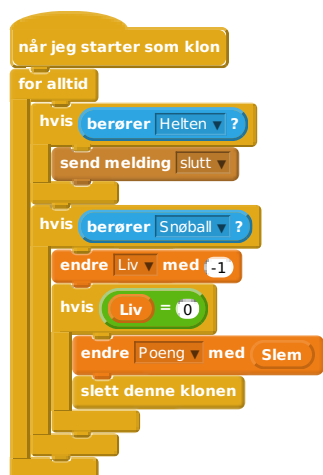 når jeg starter som klon
for alltid
hvis berører Helten ?
send melding slutt
hvis berører Snøball ?
endre Liv med -1
hvis Liv = 0
endre Poeng med Slem
slett denne klonen